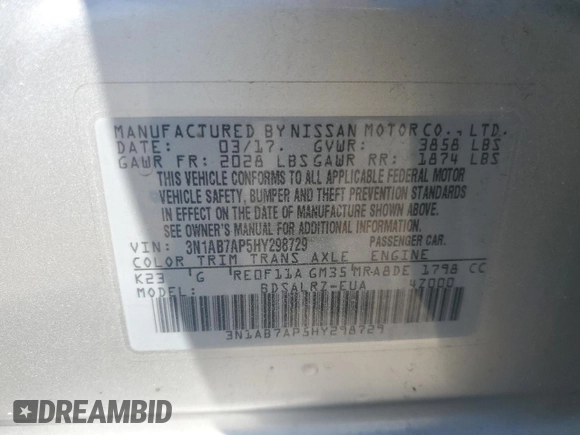 MANUFACTURED BY NISSAN MOTOR CO., LTD.
DATE: 03/17. GVWR: 3858 LBS
GAWR FR: 2028 LBS GAWR RR: 1874 LBS
THIS VEHICLE CONFORMS TO ALL APPLICABLE FEDERAL MOTOR
VEHICLE SAFETY, BUMPER AND THEFT PREVENTION STANDARDS
IN EFFECT ON THE DATE OF MANUFACTURE SHOWN ABOVE.
SEE OWNER'S MANUAL FOR ADDITIONAL INFORMATION.
VIN: 3N1AB7AP5HY298729 PASSENGER CAR.
COLOR TRIM TRANS AXLE ENGINE
K23 G RE0F11A GM35 MRA8DE 1798 CC
MODEL: BDSALRZ-EUA 4Z000
3N1AB7AP5HY298729
DREAMBID